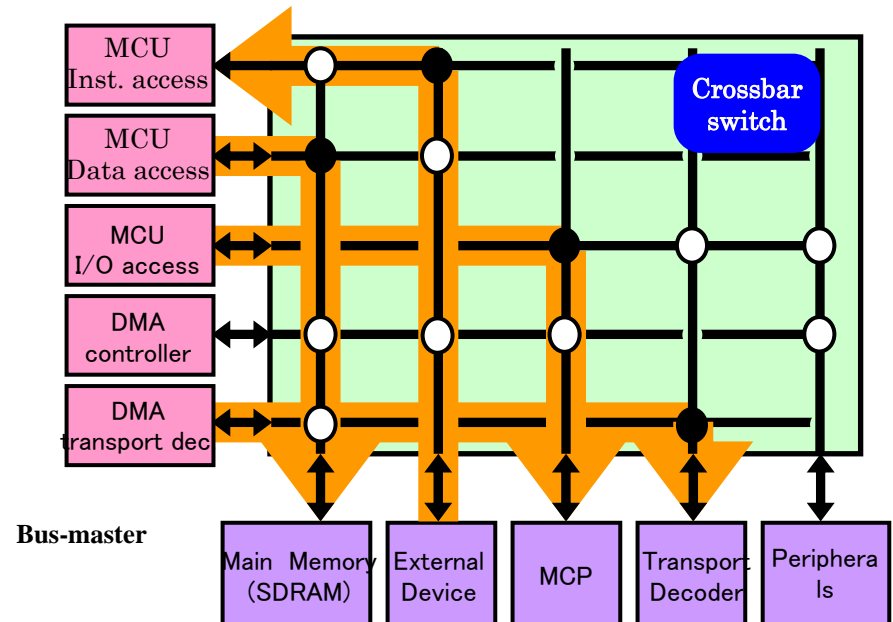 MCU
Inst. access
Crossbar
switch
MCU
Data access
MCU
I/O access
DMA
controller
DMA
transport dec
Bus-master
Main Memory
(SDRAM)
External
Device
MCP
Transport
Decoder
Periphera
ls